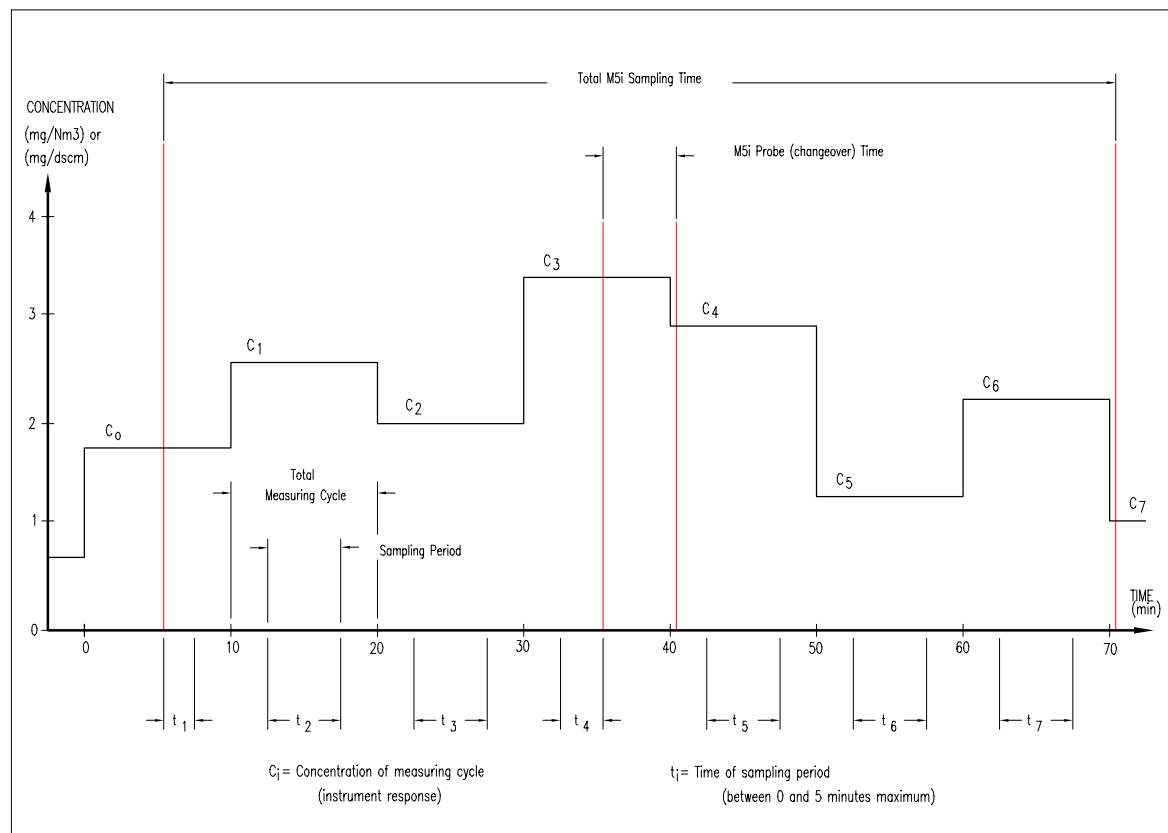 Total M5i Sampling Time
CONCENTRATION
(mg/Nm3) or
(mg/dscm)
M5i Probe (changeover) Time
4
3
2
1
0
C3
C4
C1
C2
C6
Co
C5
C7
Total
Measuring Cycle
Sampling Period
TIME
(min)
0 10 20 30 40 50 60 70
t1 t2 t3 t4 t5 t6 t7
Ci= Concentration of measuring cycle
(instrument response)
ti= Time of sampling period
(between 0 and 5 minutes maximum)